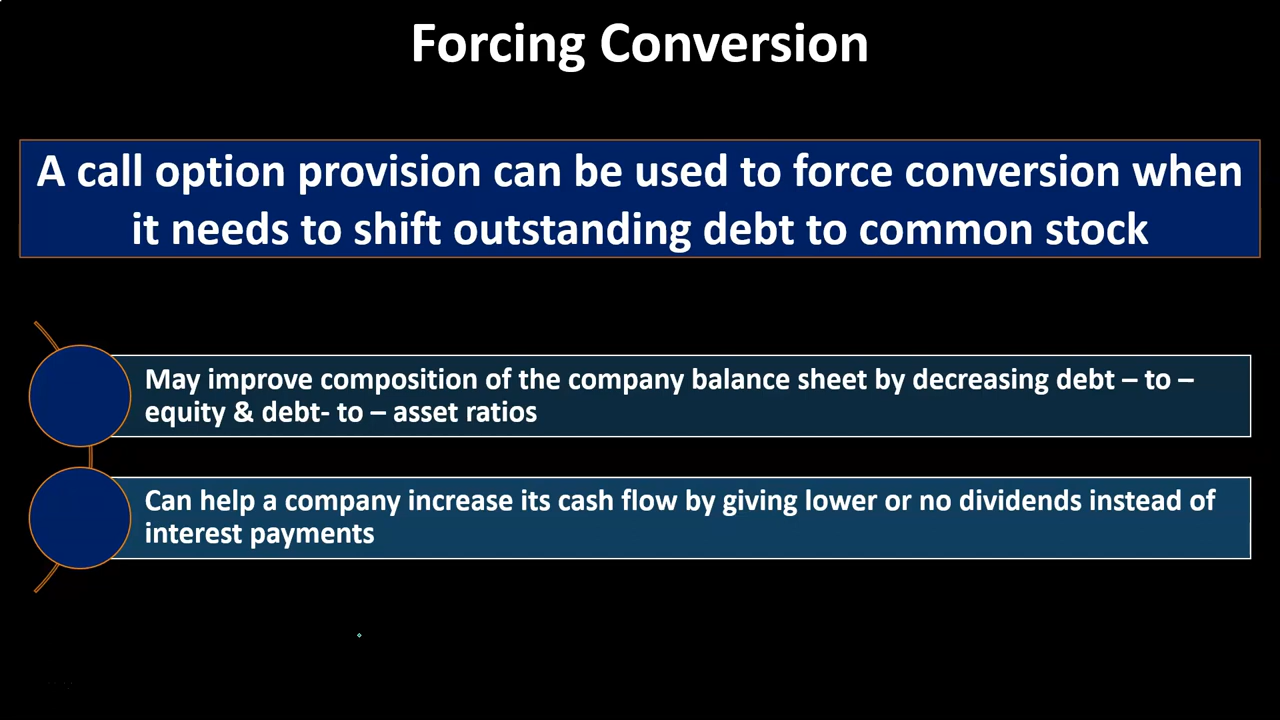 Forcing Conversion
A call option provision can be used to force conversion when
it needs to shift outstanding debt to common stock
May improve composition of the company balance sheet by decreasing debt – to –
equity & debt- to – asset ratios
Can help a company increase its cash flow by giving lower or no dividends instead of
interest payments